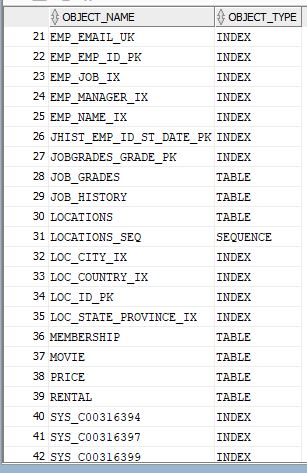 OBJECT_NAME OBJECT_TYPE
21 EMP_EMAIL_UK INDEX
22 EMP_EMP_ID_PK INDEX
23 EMP_JOB_IX INDEX
24 EMP_MANAGER_IX INDEX
25 EMP_NAME_IX INDEX
26 JHIST_EMP_ID_ST_DATE_PK INDEX
27 JOBGRADES_GRADE_PK INDEX
28 JOB_GRADES TABLE
29 JOB_HISTORY TABLE
30 LOCATIONS TABLE
31 LOCATIONS_SEQ SEQUENCE
32 LOC_CITY_IX INDEX
33 LOC_COUNTRY_IX INDEX
34 LOC_ID_PK INDEX
35 LOC_STATE_PROVINCE_IX INDEX
36 MEMBERSHIP TABLE
37 MOVIE TABLE
38 PRICE TABLE
39 RENTAL TABLE
40 SYS_C00316394 INDEX
41 SYS_C00316397 INDEX
42 SYS_C00316399 INDEX